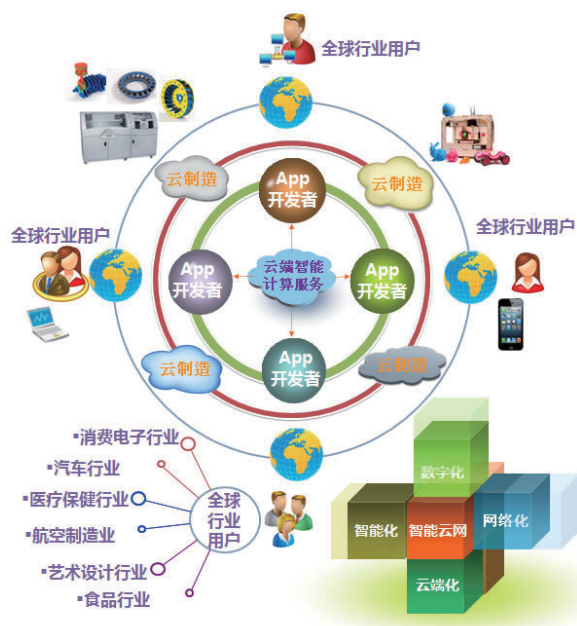 全球行业用户
云制造
云制造
App
开发者
全球行业用户
全球行业用户
App
开发者
云端智能
计算服务
App
开发者
云制造
云制造
App
开发者
▪消费电子行业
▪汽车行业
▪医疗保健行业
▪航空制造业
▪艺术设计行业
▪食品行业
全球
行业
用户
数字化
智能化
智能云网
网络化
云端化